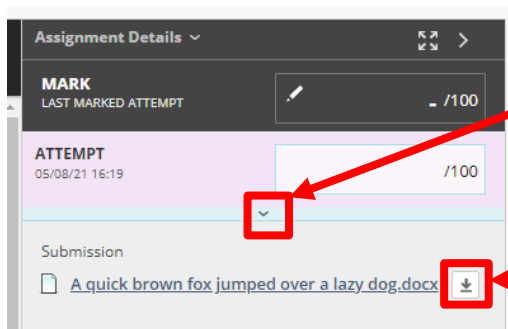 Assignment Details
MARK
LAST MARKED ATTEMPT
- /100
ATTEMPT
05/08/21 16:19
/100
Submission
A quick brown fox jumped over a lazy dog.docx